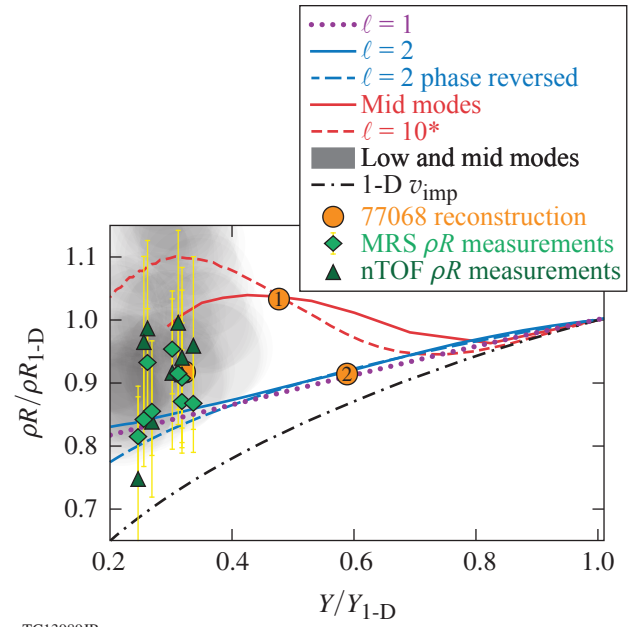 ℓ = 1
ℓ = 2
ℓ = 2 phase reversed
Mid modes
ℓ = 10*
Low and mid modes
1-D v_imp
77068 reconstruction
MRS ρR measurements
nTOF ρR measurements
1.1
1.0
0.9
0.8
0.7
ρR/ρR_1-D
1
2
0.2 0.4 0.6 0.8 1.0
Y/Y_1-D